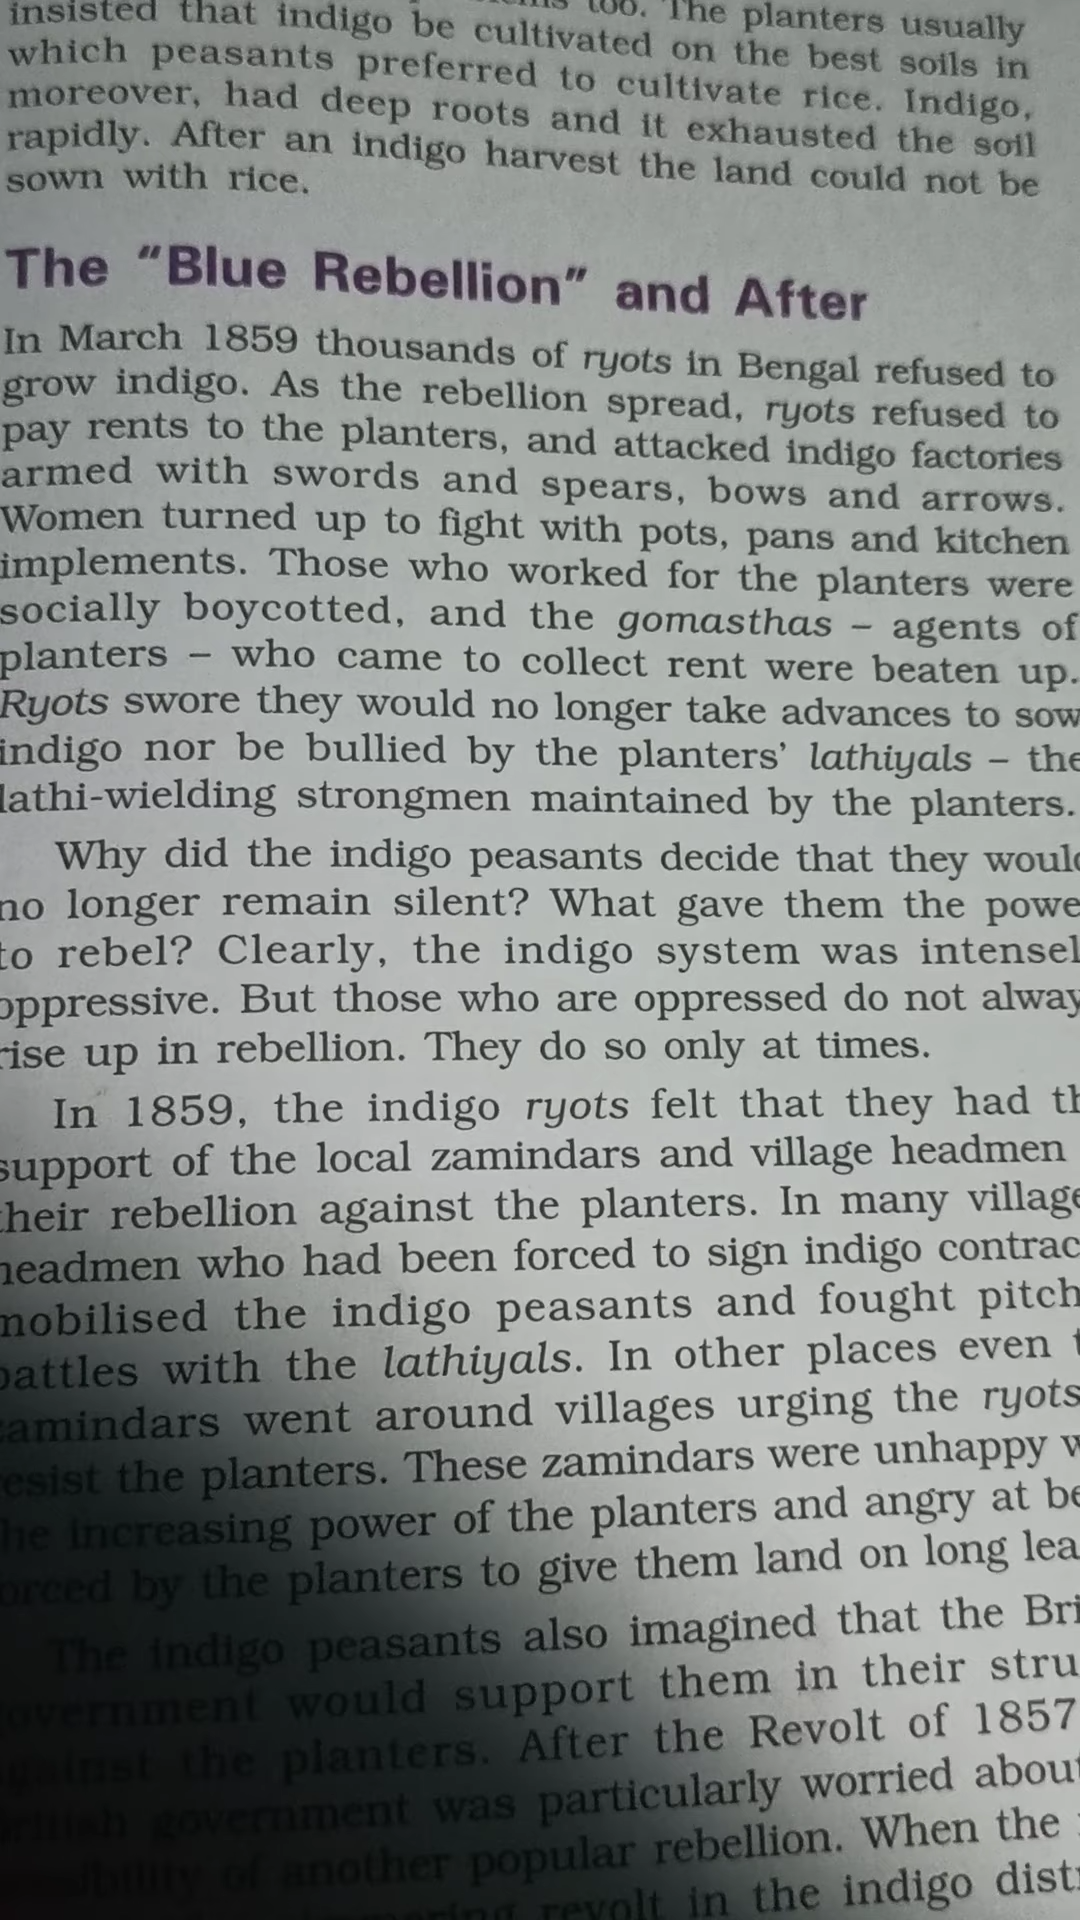 too. The planters usually
insisted that indigo be cultivated on the best soils in
which peasants preferred to cultivate rice. Indigo,
moreover, had deep roots and it exhausted the soil
rapidly. After an indigo harvest the land could not be
sown with rice.
The "Blue Rebellion" and After
In March 1859 thousands of ryots in Bengal refused to
grow indigo. As the rebellion spread, ryots refused to
pay rents to the planters, and attacked indigo factories
armed with swords and spears, bows and arrows.
Women turned up to fight with pots, pans and kitchen
implements. Those who worked for the planters were
socially boycotted, and the gomasthas – agents of
planters – who came to collect rent were beaten up.
Ryots swore they would no longer take advances to sow
indigo nor be bullied by the planters' lathiyals – the
lathi-wielding strongmen maintained by the planters.
Why did the indigo peasants decide that they would
no longer remain silent? What gave them the powe
to rebel? Clearly, the indigo system was intensel
oppressive. But those who are oppressed do not alway
rise up in rebellion. They do so only at times.
In 1859, the indigo ryots felt that they had th
support of the local zamindars and village headmen
their rebellion against the planters. In many village
headmen who had been forced to sign indigo contrac
mobilised the indigo peasants and fought pitch
battles with the lathiyals. In other places even t
zamindars went around villages urging the ryots
resist the planters. These zamindars were unhappy w
the increasing power of the planters and angry at be
forced by the planters to give them land on long lea
The indigo peasants also imagined that the Bri
government would support them in their stru
against the planters. After the Revolt of 1857
British government was particularly worried about
of another popular rebellion. When the
revolt in the indigo dist